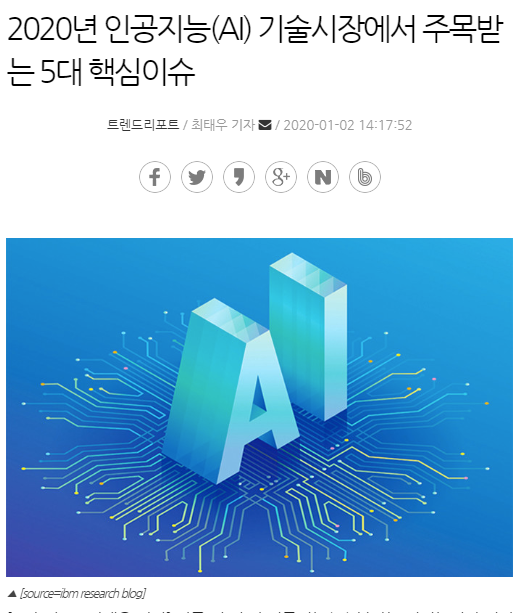 2020년 인공지능(AI) 기술시장에서 주목받
는 5대 핵심이슈
트렌드리포트 / 최태우 기자 / 2020-01-02 14:17:52
AI
▲ [source=ibm research blog]